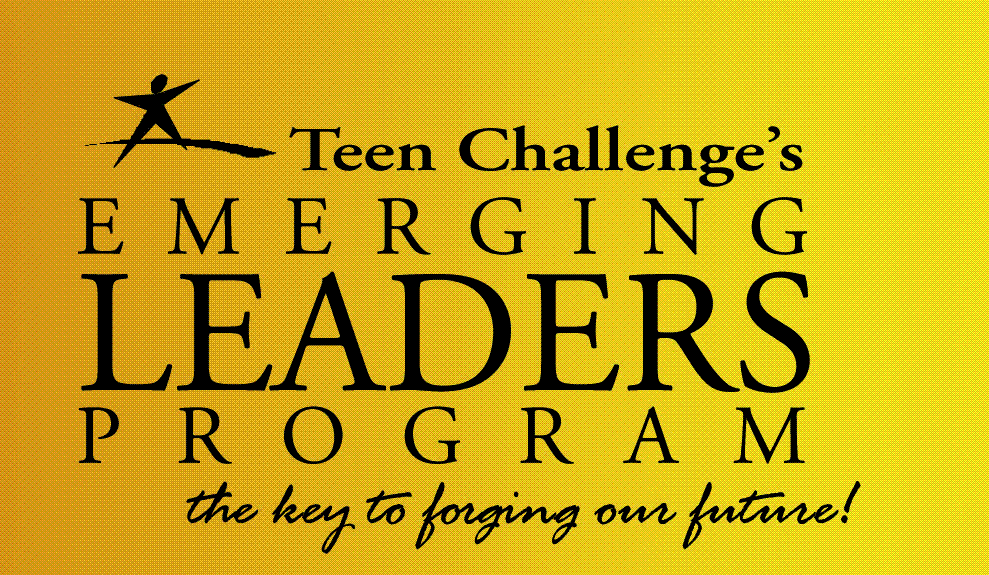 Teen Challenge's
EMERGING
LEADERS
PROGRAM
the key to forging our future!